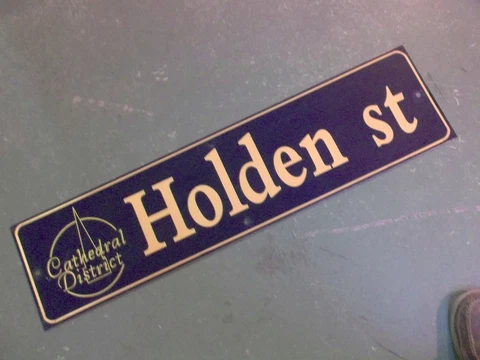 Cathedral
District
Holden st